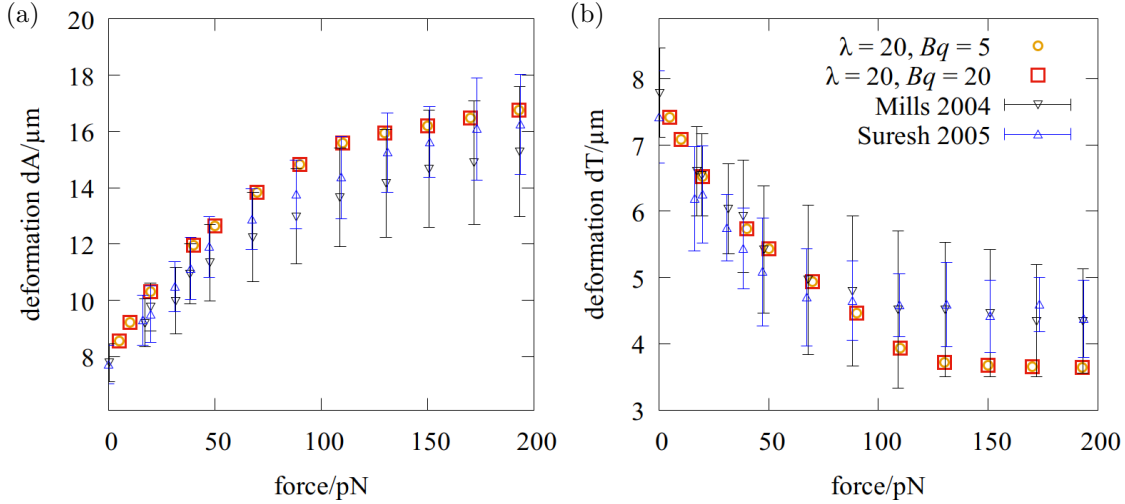 (a)
20
18
16
14
12
10
8
deformation dA/μm
0 50 100 150 200
force/pN
(b)
λ = 20, Bq = 5
λ = 20, Bq = 20
Mills 2004
Suresh 2005
8
7
6
5
4
3
deformation dT/μm
0 50 100 150 200
force/pN